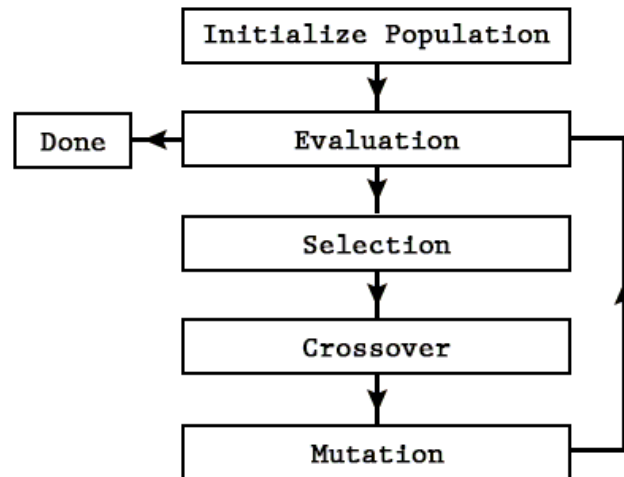 Initialize Population
Done
Evaluation
Selection
Crossover
Mutation